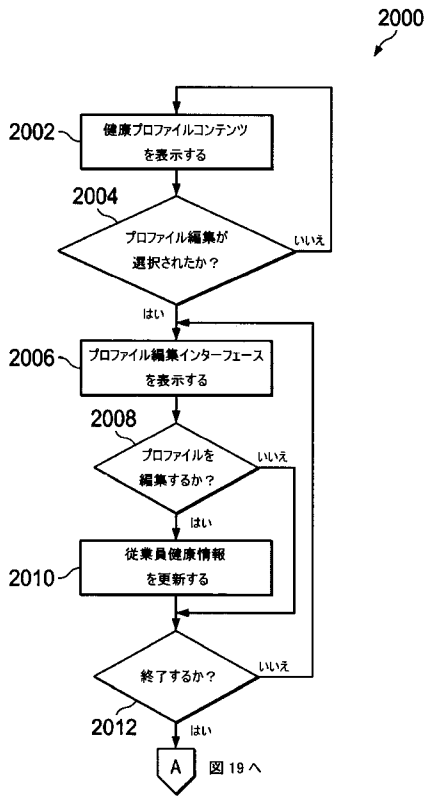 2000
2002
健康プロファイルコンテンツ
を表示する
2004
プロファイル編集が
選択されたか？
いいえ
はい
2006
プロファイル編集インターフェース
を表示する
2008
プロファイルを
編集するか？
いいえ
はい
2010
従業員健康情報
を更新する
終了するか？
いいえ
2012
はい
A 図19へ